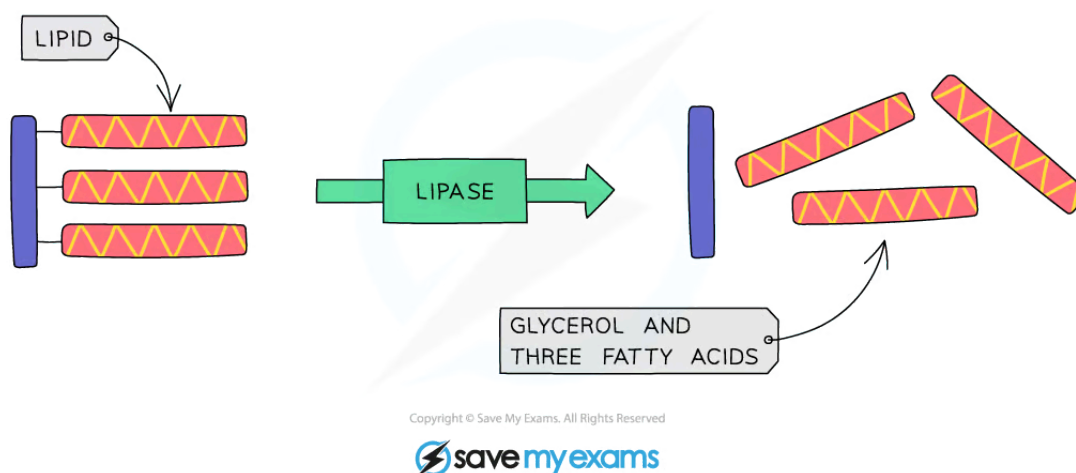 LIPID
LIPASE
GLYCEROL AND
THREE FATTY ACIDS
Copyright © Save My Exams. All Rights Reserved
save my exams